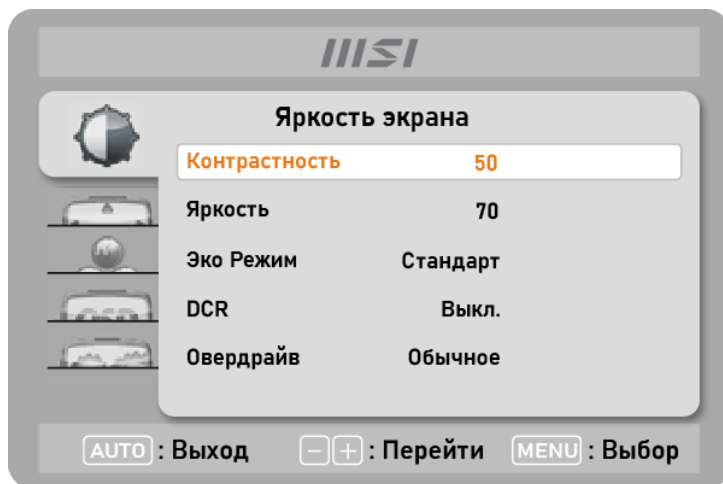 msi
Яркость экрана
Контрастность 50
Яркость 70
Эко Режим Стандарт
DCR Выкл.
Овердрайв Обычное
AUTO : Выход - + : Перейти MENU : Выбор